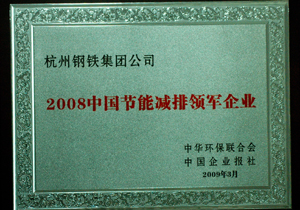 杭州钢铁集团公司
2008中国节能减排领军企业
中华环保联合会
中国企业报社
2009年3月